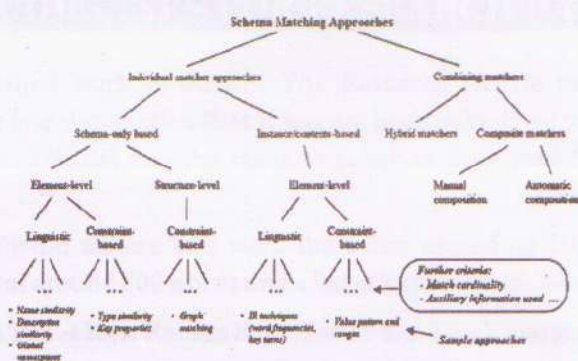 Schema Matching Approaches
Individual matcher approaches
Combining matchers
Schema-only based
Instance/contents-based
Hybrid matchers
Composite matchers
Element-level
Structure-level
Element-level
Manual composition
Automatic composition
Linguistic
Constraint-based
Constraint-based
Linguistic
Constraint-based
...
...
...
...
Further criteria:
- Match cardinality
- Auxiliary information used ...
• Name similarity
• Description similarity
• Global namespaces
• Type similarity
• Key properties
• Graph matching
• IR techniques (word frequencies, key terms)
• Value pattern and ranges
Sample approaches